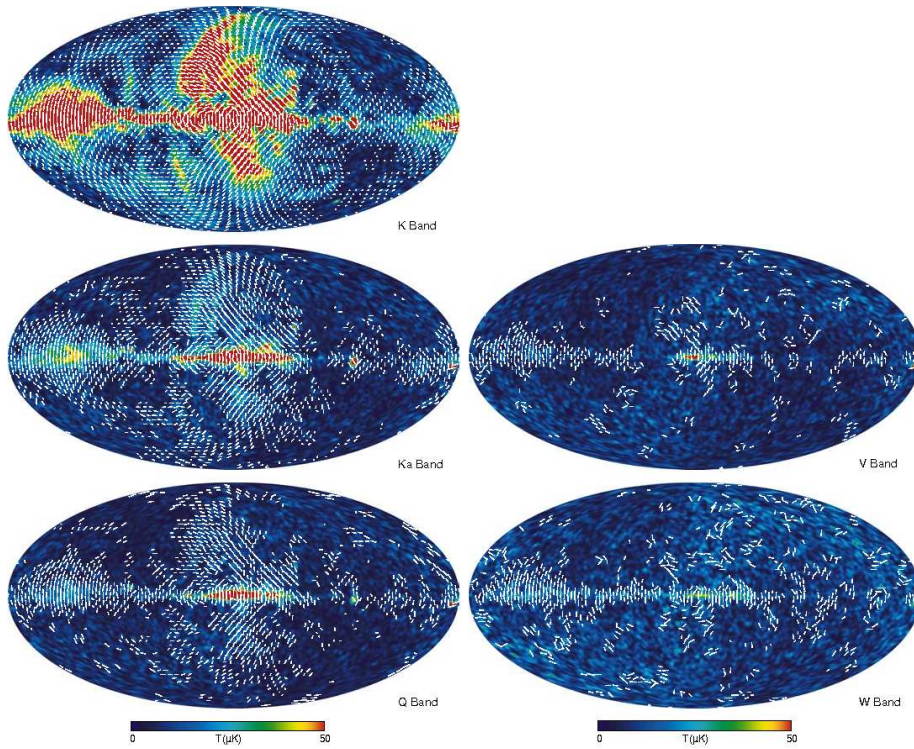 K Band
Ka Band
V Band
Q Band
W Band
0 T(μK) 50
0 T(μK) 50